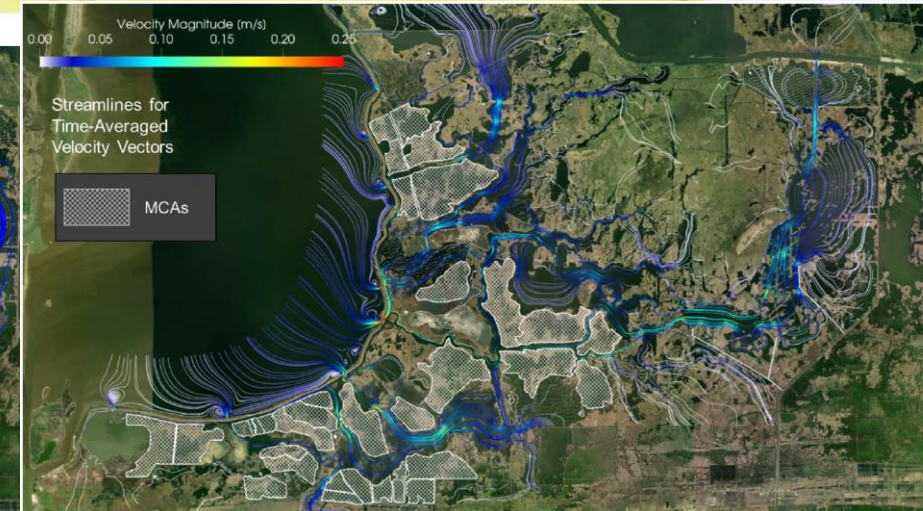 Velocity Magnitude [m/s]
0.00 0.05 0.10 0.15 0.20 0.25
Streamlines for
Time-Averaged
Velocity Vectors
MCAs